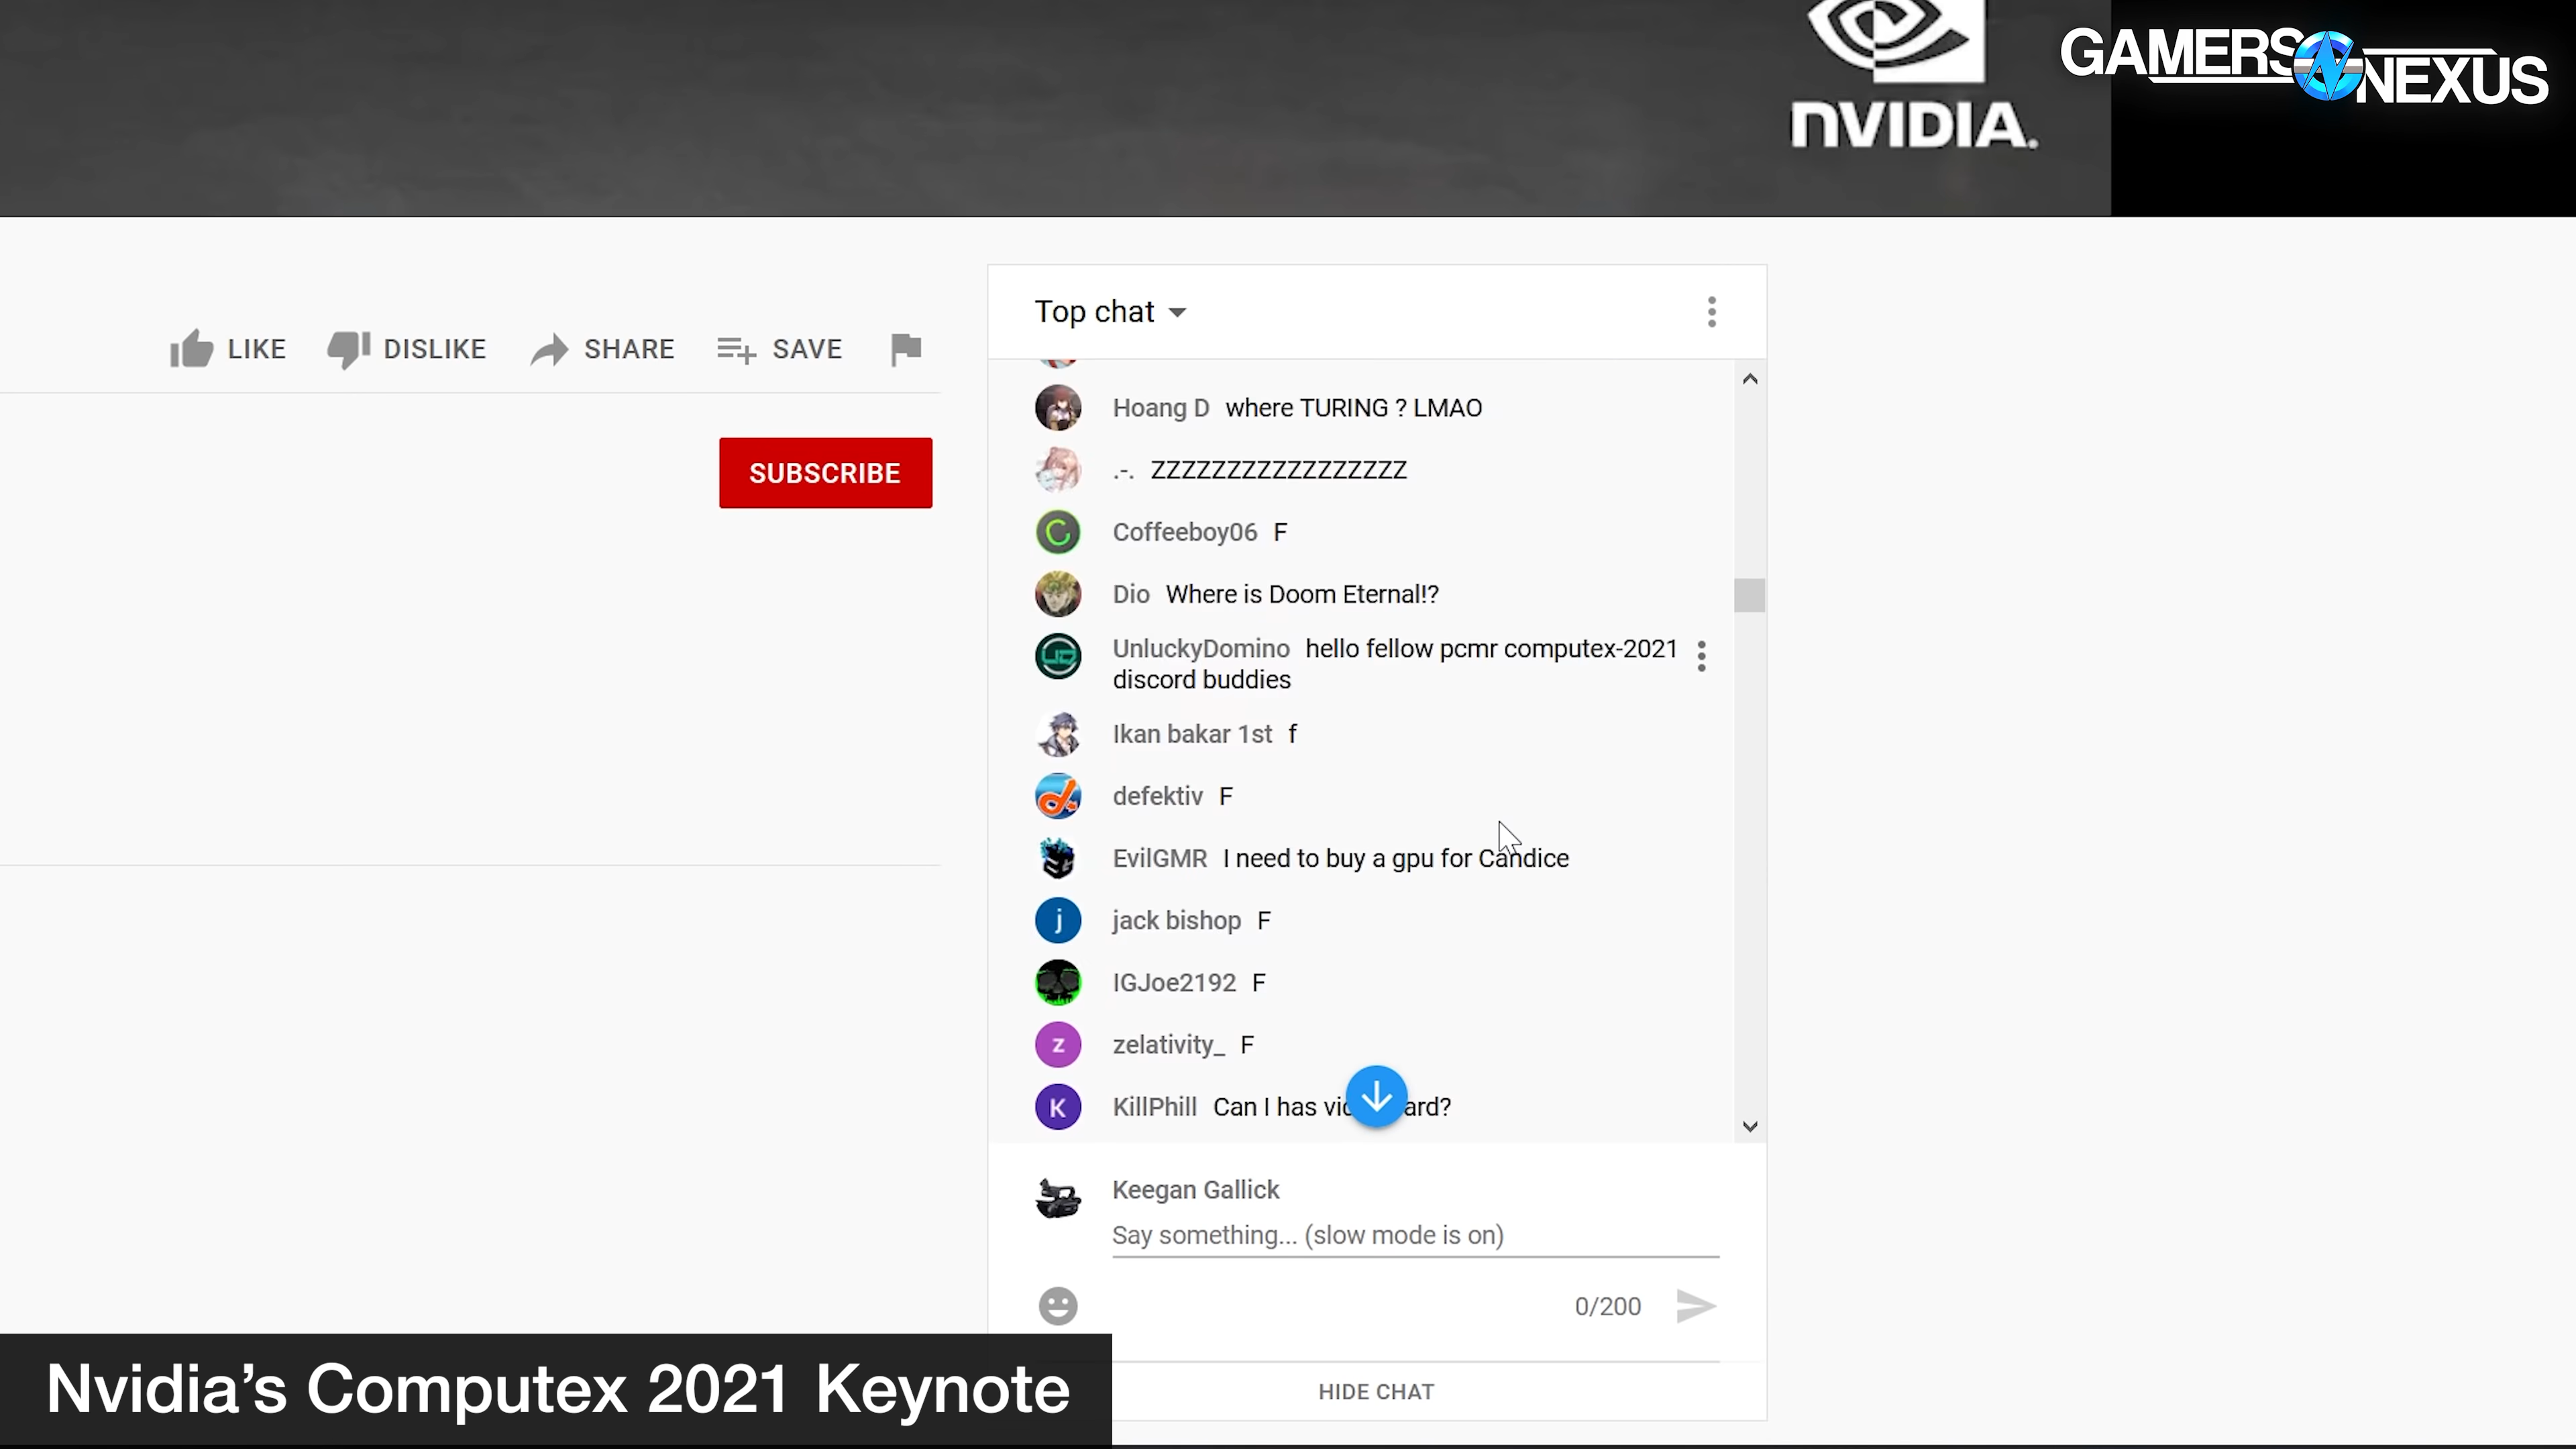 NVIDIA.
GAMERS NEXUS
LIKE DISLIKE SHARE SAVE
SUBSCRIBE
Top chat
Hoang D where TURING ? LMAO
.-. ZZZZZZZZZZZZZZZZZ
Coffeeboy06 F
Dio Where is Doom Eternal!?
UnluckyDomino hello fellow pcmr computex-2021
discord buddies
Ikan bakar 1st f
defektiv F
EvilGMR I need to buy a gpu for Candice
j jack bishop F
IGJoe2192 F
z zelativity_ F
K KillPhill Can I has
Keegan Gallick
Say something... (slow mode is on)
0/200
HIDE CHAT
Nvidia’s Computex 2021 Keynote